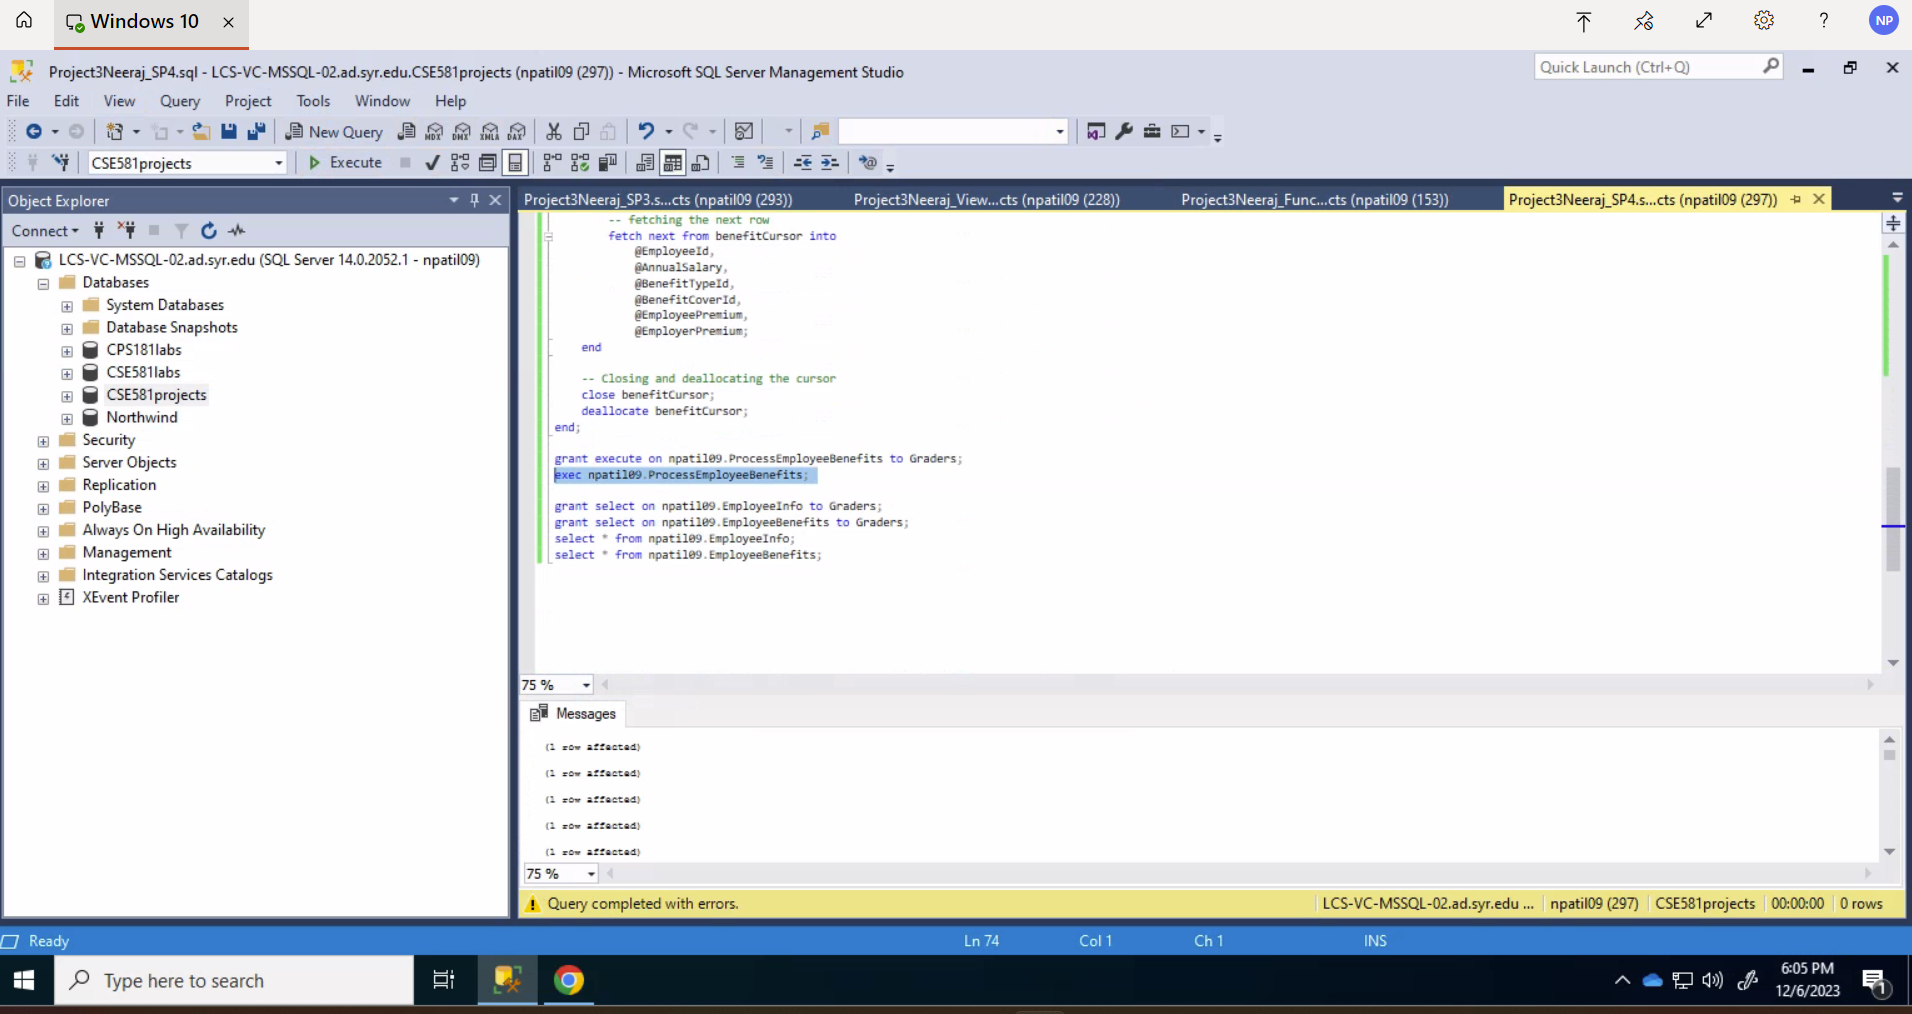 Windows 10
NP
Project3Neeraj_SP4.sql - LCS-VC-MSSQL-02.ad.syr.edu.CSE581projects (npatil09 (297)) - Microsoft SQL Server Management Studio
Quick Launch (Ctrl+Q)
File Edit View Query Project Tools Window Help
New Query
MDX DMX XMLA DAX
CSE581projects
Execute
Object Explorer
Project3Neeraj_SP3.s...cts (npatil09 (293))
Project3Neeraj_View...cts (npatil09 (228))
Project3Neeraj_Func...cts (npatil09 (153))
Project3Neeraj_SP4.s...cts (npatil09 (297))
Connect
LCS-VC-MSSQL-02.ad.syr.edu (SQL Server 14.0.2052.1 - npatil09)
Databases
System Databases
Database Snapshots
CPS181labs
CSE581labs
CSE581projects
Northwind
Security
Server Objects
Replication
PolyBase
Always On High Availability
Management
Integration Services Catalogs
XEvent Profiler
-- fetching the next row
fetch next from benefitCursor into
@EmployeeId,
@AnnualSalary,
@BenefitTypeId,
@BenefitCoverId,
@EmployeePremium,
@EmployerPremium;
end
-- Closing and deallocating the cursor
close benefitCursor;
deallocate benefitCursor;
end;
grant execute on npatil09.ProcessEmployeeBenefits to Graders;
exec npatil09.ProcessEmployeeBenefits;
grant select on npatil09.EmployeeInfo to Graders;
grant select on npatil09.EmployeeBenefits to Graders;
select * from npatil09.EmployeeInfo;
select * from npatil09.EmployeeBenefits;
75 %
Messages
(1 row affected)
(1 row affected)
(1 row affected)
(1 row affected)
(1 row affected)
75 %
Query completed with errors.
LCS-VC-MSSQL-02.ad.syr.edu ...
npatil09 (297)
CSE581projects
00:00:00
0 rows
Ready
Ln 74
Col 1
Ch 1
INS
Type here to search
6:05 PM
12/6/2023
1